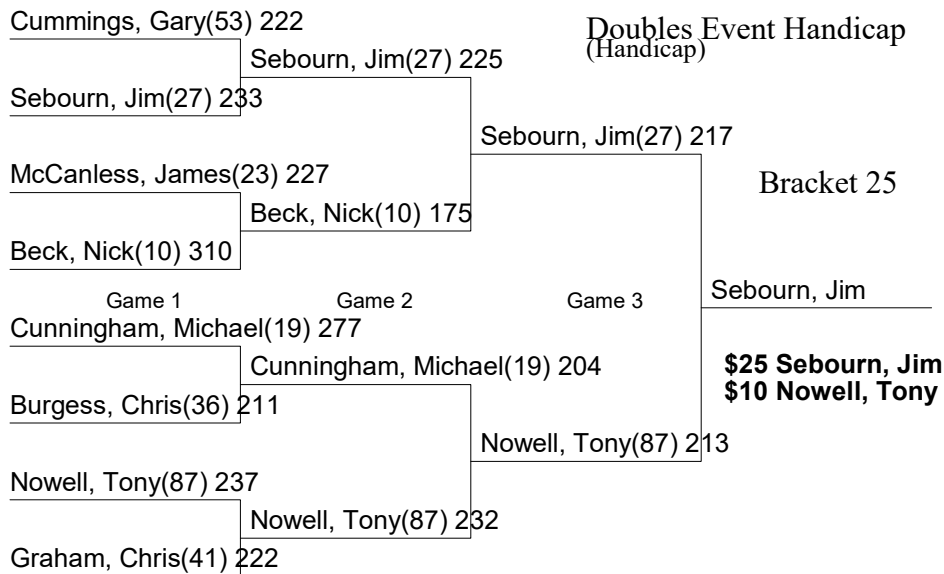 Cummings, Gary(53) 222
Doubles Event Handicap
(Handicap)
Sebourn, Jim(27) 225
Sebourn, Jim(27) 233
Sebourn, Jim(27) 217
McCanless, James(23) 227
Bracket 25
Beck, Nick(10) 175
Beck, Nick(10) 310
Game 1 Game 2 Game 3
Sebourn, Jim
Cunningham, Michael(19) 277
Cunningham, Michael(19) 204
$25 Sebourn, Jim
$10 Nowell, Tony
Burgess, Chris(36) 211
Nowell, Tony(87) 213
Nowell, Tony(87) 237
Nowell, Tony(87) 232
Graham, Chris(41) 222